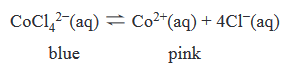 CoCl₄²⁻(aq) ⇌ Co²⁺(aq) + 4Cl⁻(aq)
blue pink